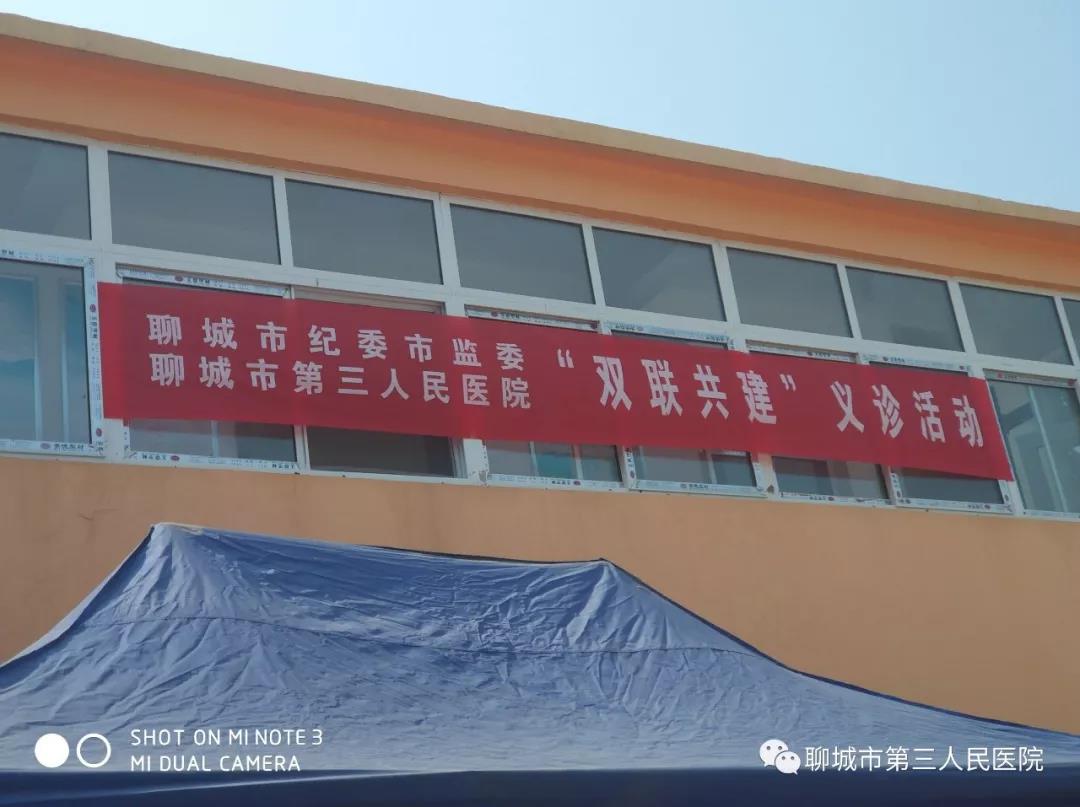 聊城市纪委市监委
聊城市第三人民医院
“双联共建”义诊活动
SHOT ON MI NOTE 3
MI DUAL CAMERA
聊城市第三人民医院